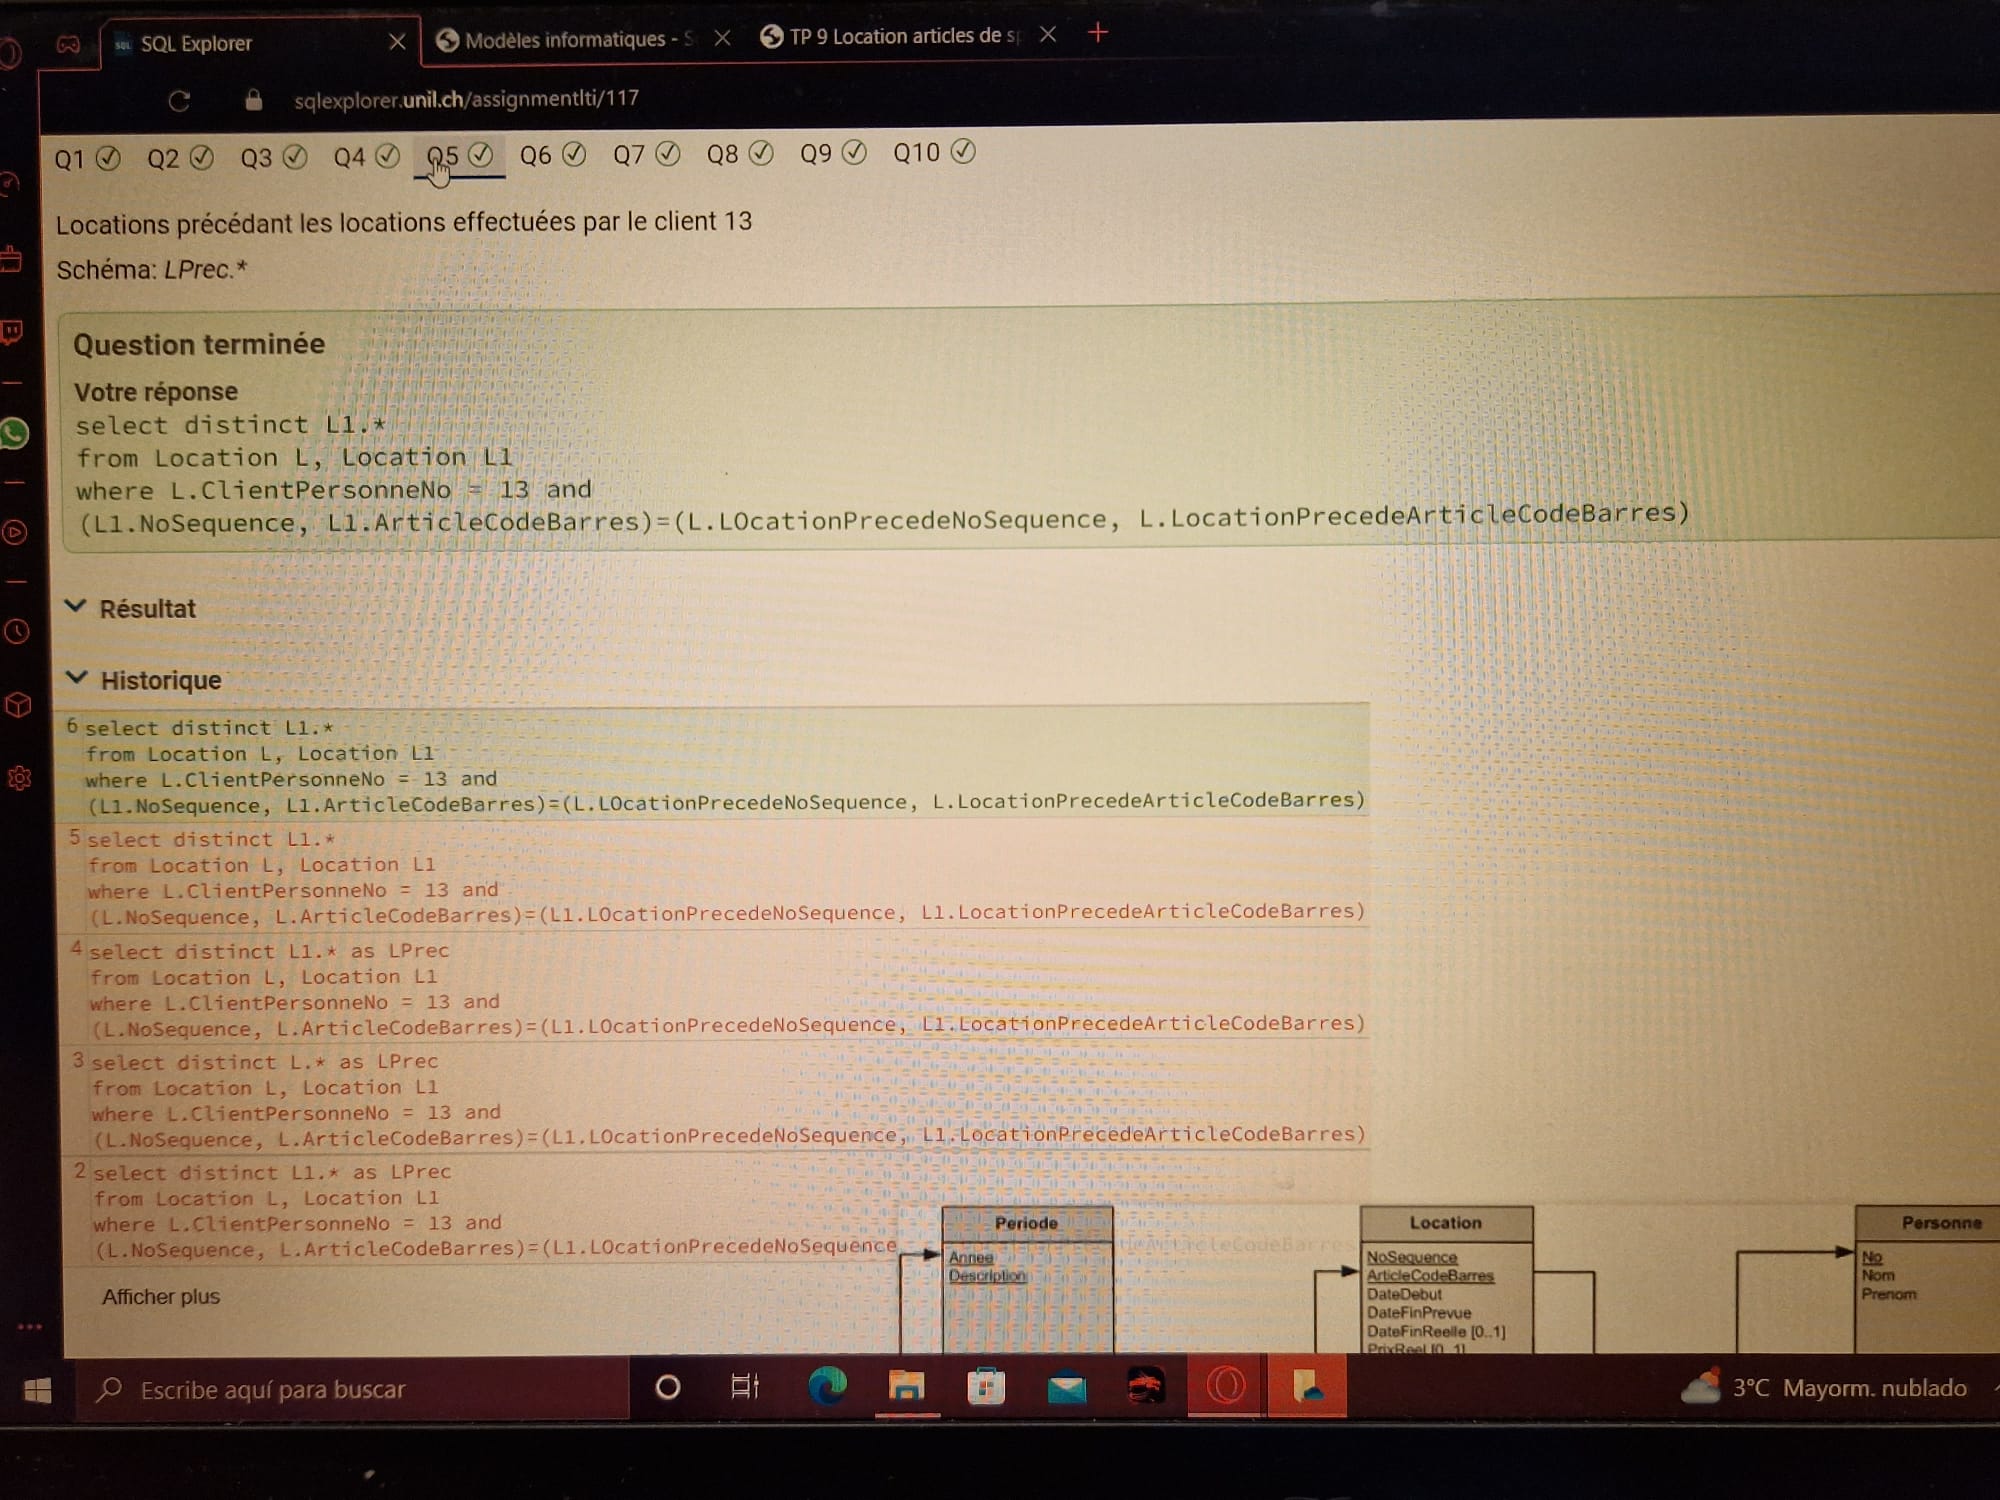 SQL Explorer
Modèles informatiques - S
TP 9 Location articles de sp
sqlexplorer.unil.ch/assignmentlti/117
Q1 Q2 Q3 Q4 Q5 Q6 Q7 Q8 Q9 Q10
Locations précédant les locations effectuées par le client 13
Schéma: LPrec.*
Question terminée
Votre réponse
select distinct L1.*
from Location L, Location L1
where L.ClientPersonneNo = 13 and
(L1.NoSequence, L1.ArticleCodeBarres)=(L.LOcationPrecedeNoSequence, L.LocationPrecedeArticleCodeBarres)
Résultat
Historique
6 select distinct L1.*
from Location L, Location L1
where L.ClientPersonneNo = 13 and
(L1.NoSequence, L1.ArticleCodeBarres)=(L.LOcationPrecedeNoSequence, L.LocationPrecedeArticleCodeBarres)
5 select distinct L1.*
from Location L, Location L1
where L.ClientPersonneNo = 13 and
(L.NoSequence, L.ArticleCodeBarres)=(L1.LOcationPrecedeNoSequence, L1.LocationPrecedeArticleCodeBarres)
4 select distinct L1.* as LPrec
from Location L, Location L1
where L.ClientPersonneNo = 13 and
(L.NoSequence, L.ArticleCodeBarres)=(L1.LOcationPrecedeNoSequence, L1.LocationPrecedeArticleCodeBarres)
3 select distinct L.* as LPrec
from Location L, Location L1
where L.ClientPersonneNo = 13 and
(L.NoSequence, L.ArticleCodeBarres)=(L1.LOcationPrecedeNoSequence, L1.LocationPrecedeArticleCodeBarres)
2 select distinct L1.* as LPrec
from Location L, Location L1
where L.ClientPersonneNo = 13 and
(L.NoSequence, L.ArticleCodeBarres)=(L1.LOcationPrecedeNoSequence
Afficher plus
Periode
Annee
Description
Location
NoSequence
ArticleCodeBarres
DateDebut
DateFinPrevue
DateFinReelle [0..1]
PrixReel [0..1]
Personne
No
Nom
Prenom
Escribe aquí para buscar
3°C Mayorm. nublado